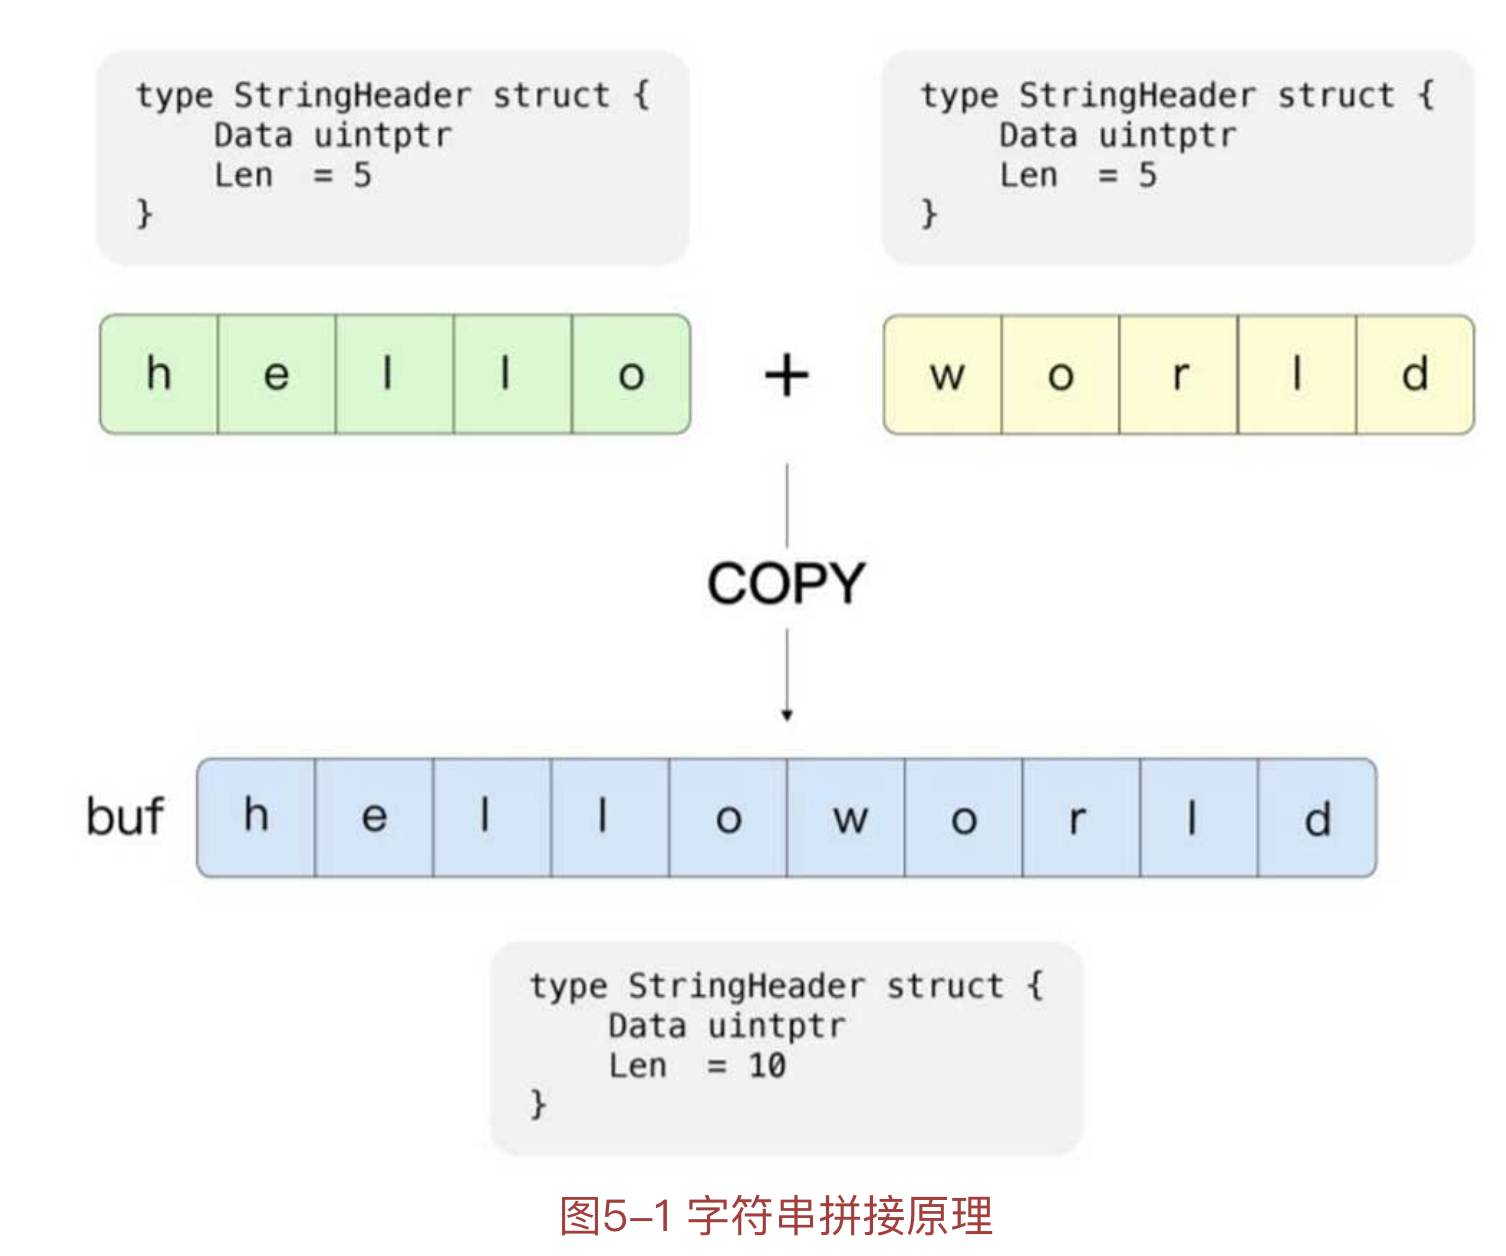 type StringHeader struct {
    Data uintptr
    Len  = 5
}
type StringHeader struct {
    Data uintptr
    Len  = 5
}
h e l l o + w o r l d
COPY
buf h e l l o w o r l d
type StringHeader struct {
    Data uintptr
    Len  = 10
}
图5-1 字符串拼接原理